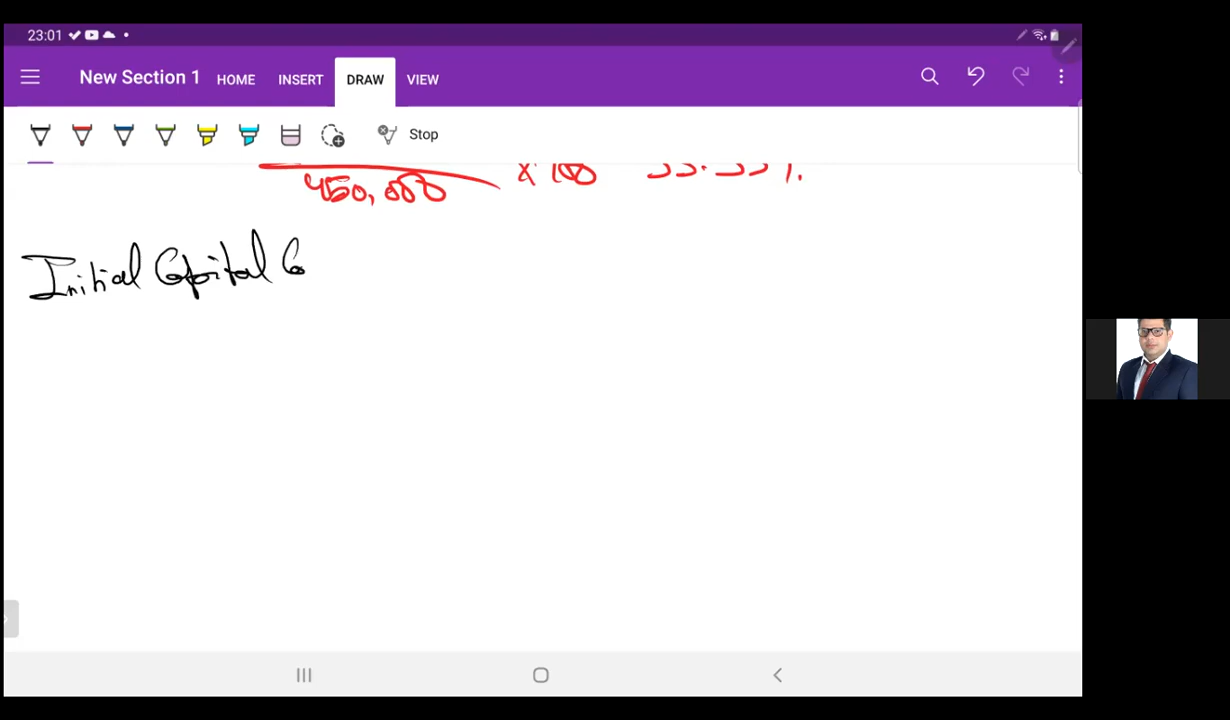 23:01
New Section 1 HOME INSERT DRAW VIEW
Stop
450,000 x 100 33.33%.
Initial Capital Co